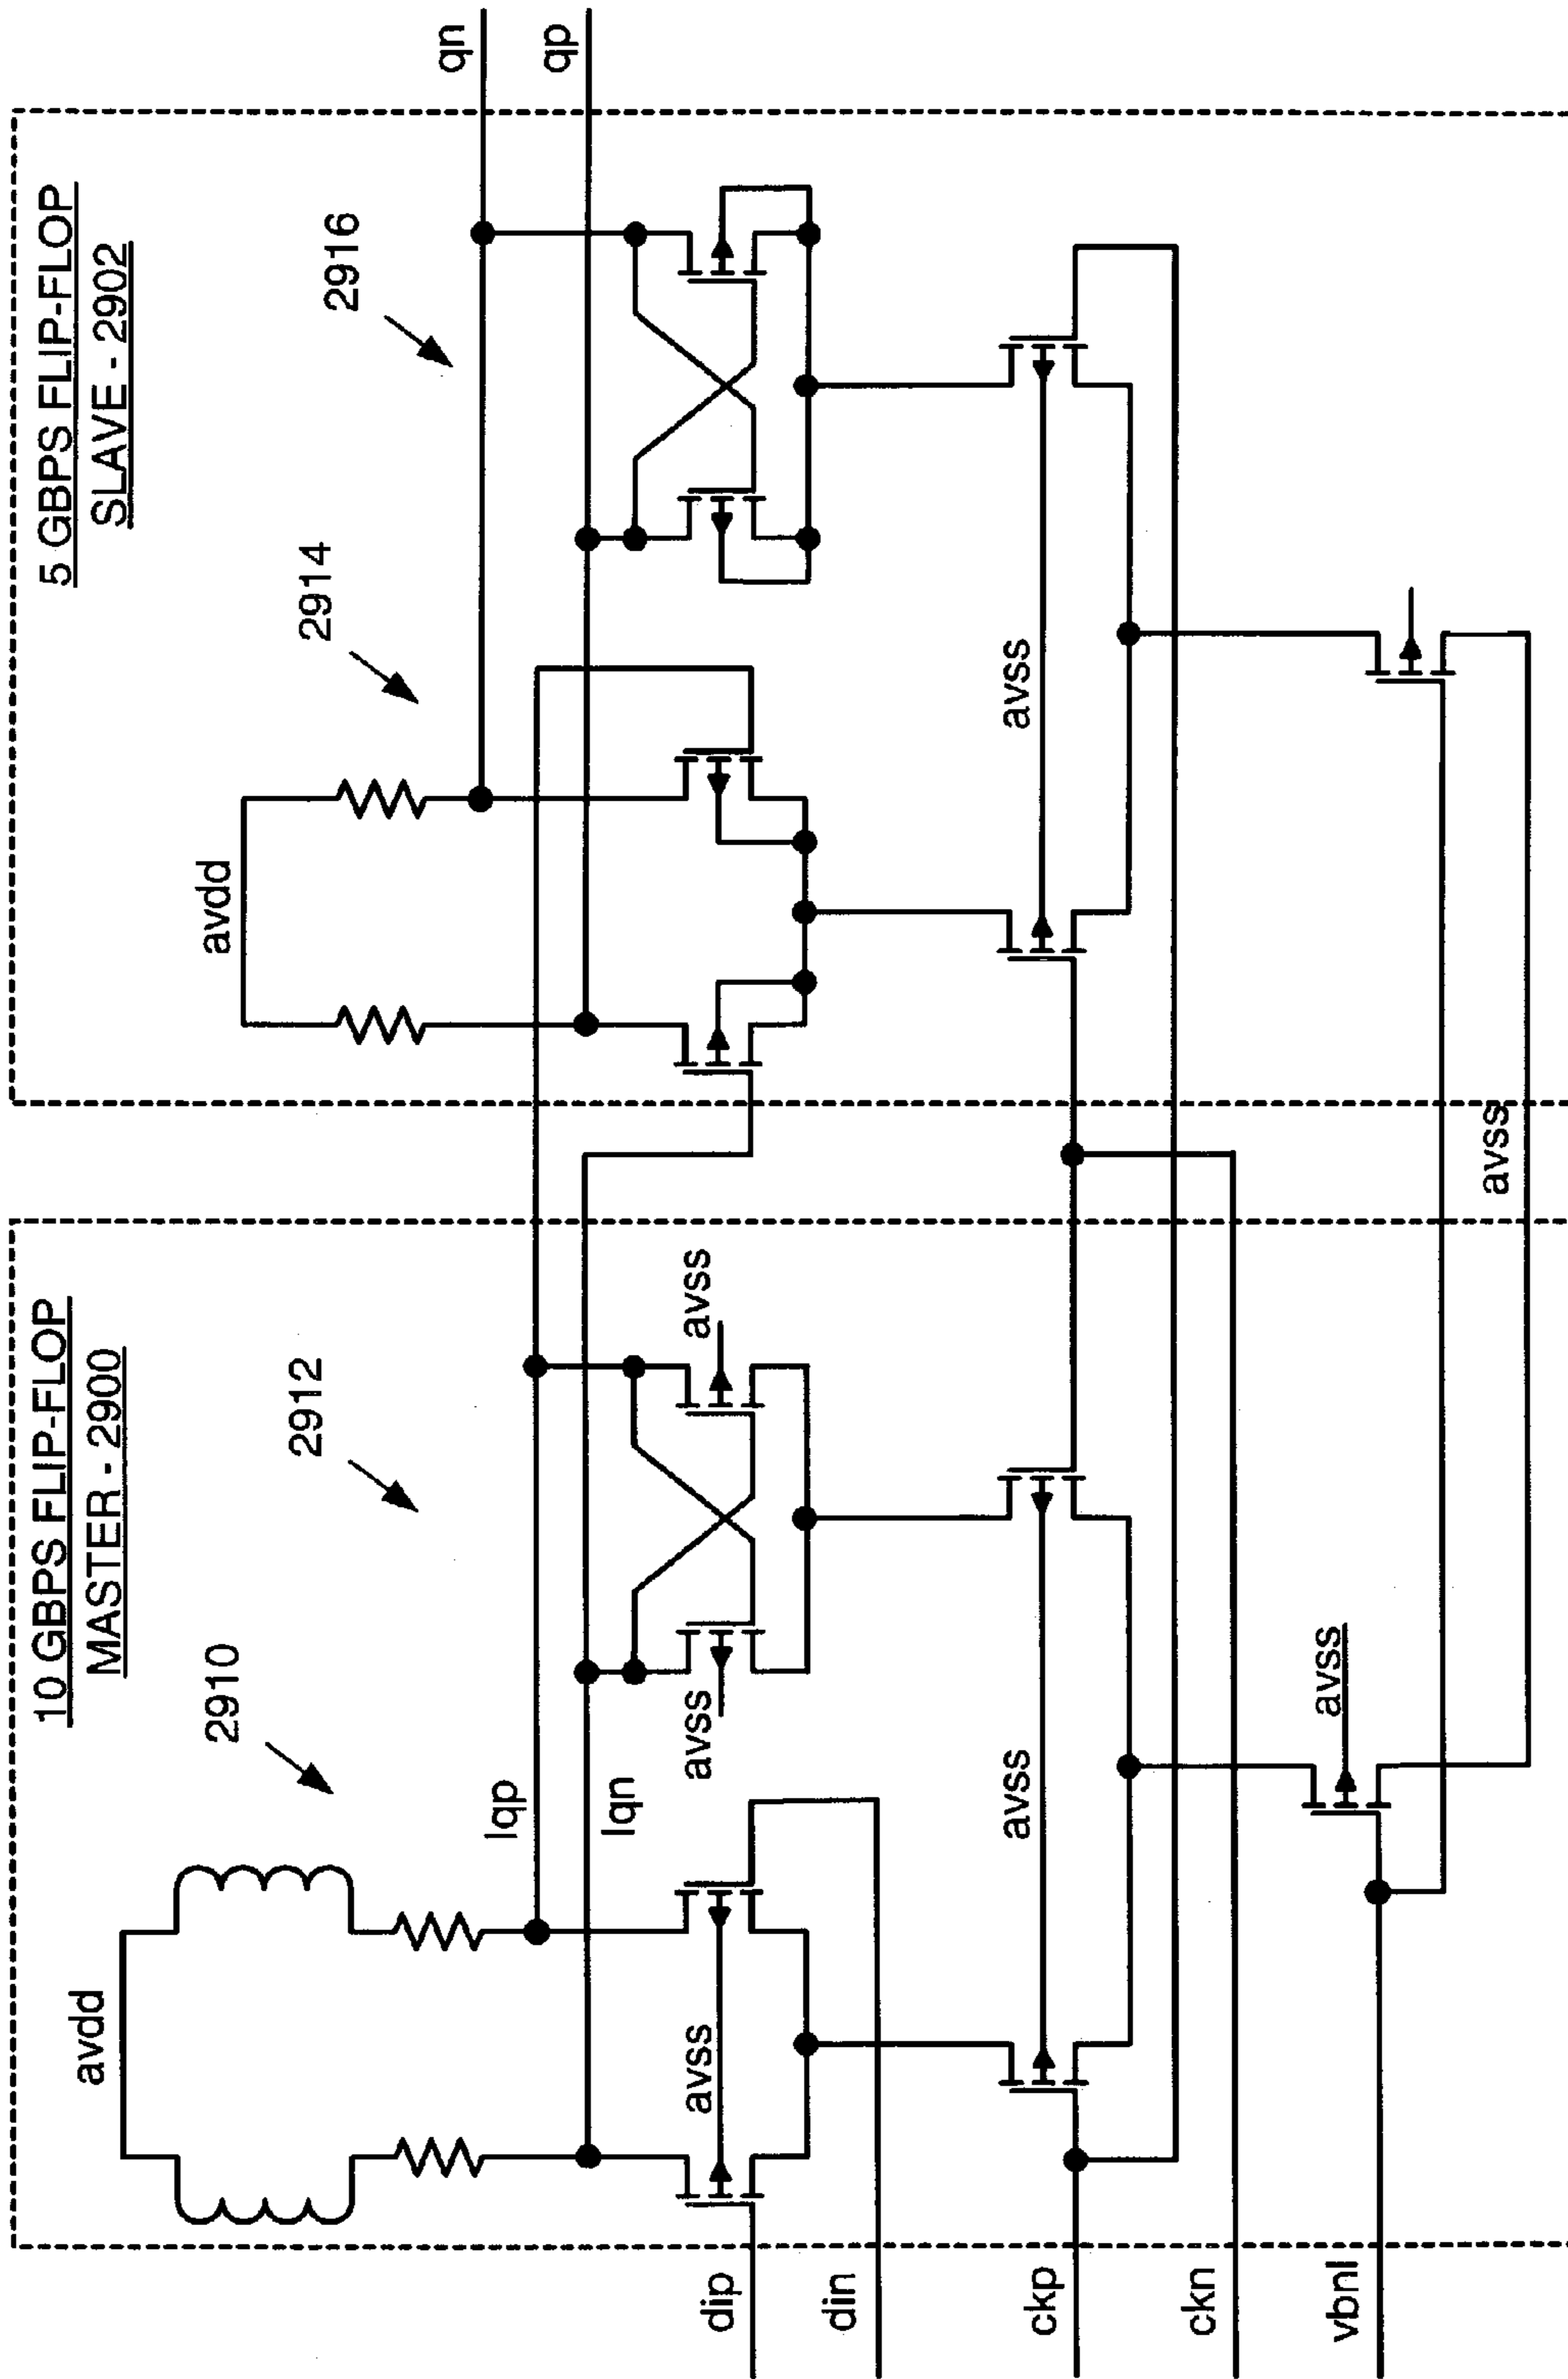 10 GBPS FLIP-FLOP
MASTER - 2900
5 GBPS FLIP-FLOP
SLAVE - 2902
2910
2912
2914
2916
avdd
avdd
lqp
lqn
qn
qp
avss
avss
avss
avss
avss
avss
avss
dip
din
ckp
ckn
vbnl